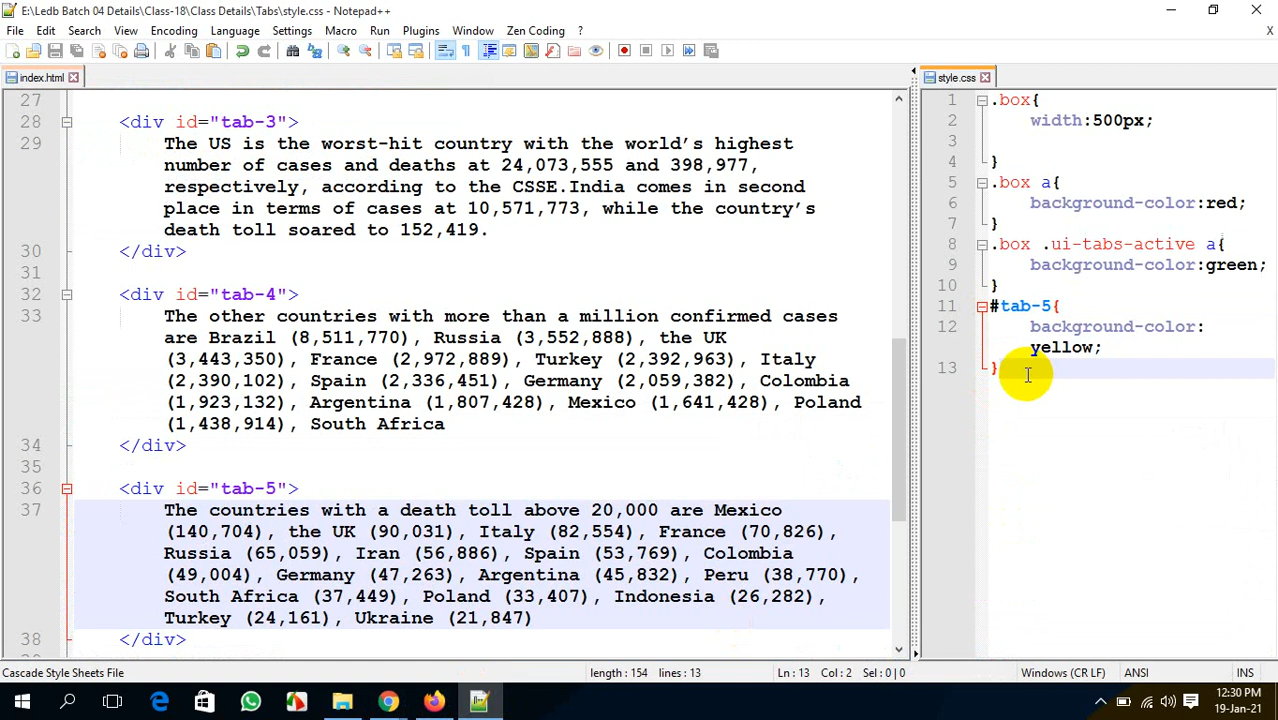 E:\Ledb Batch 04 Details\Class-18\Class Details\Tabs\style.css - Notepad++
File Edit Search View Encoding Language Settings Macro Run Plugins Window Zen Coding ? X
index.html
27
28 <div id="tab-3">
29 The US is the worst-hit country with the world’s highest
number of cases and deaths at 24,073,555 and 398,977,
respectively, according to the CSSE.India comes in second
place in terms of cases at 10,571,773, while the country’s
death toll soared to 152,419.
30 </div>
31
32 <div id="tab-4">
33 The other countries with more than a million confirmed cases
are Brazil (8,511,770), Russia (3,552,888), the UK
(3,443,350), France (2,972,889), Turkey (2,392,963), Italy
(2,390,102), Spain (2,336,451), Germany (2,059,382), Colombia
(1,923,132), Argentina (1,807,428), Mexico (1,641,428), Poland
(1,438,914), South Africa
34 </div>
35
36 <div id="tab-5">
37 The countries with a death toll above 20,000 are Mexico
(140,704), the UK (90,031), Italy (82,554), France (70,826),
Russia (65,059), Iran (56,886), Spain (53,769), Colombia
(49,004), Germany (47,263), Argentina (45,832), Peru (38,770),
South Africa (37,449), Poland (33,407), Indonesia (26,282),
Turkey (24,161), Ukraine (21,847)
38 </div>
style.css
1 .box{
2 width:500px;
3
4 }
5 .box a{
6 background-color:red;
7 }
8 .box .ui-tabs-active a{
9 background-color:green;
10 }
11 #tab-5{
12 background-color:
yellow;
13 }
Cascade Style Sheets File length : 154 lines : 13 Ln : 13 Col : 2 Sel : 0 | 0 Windows (CR LF) ANSI INS
12:30 PM
19-Jan-21